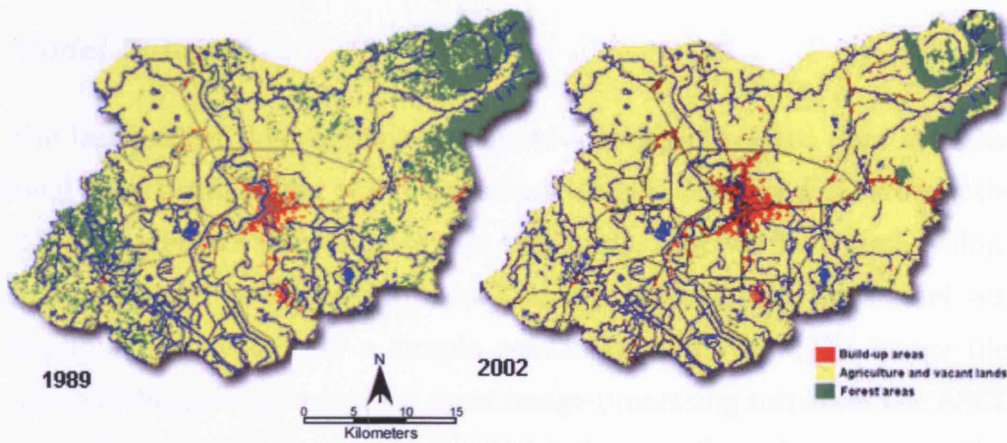 1989
N
0 5 10 15
Kilometers
2002
Build-up areas
Agriculture and vacant lands
Forest areas